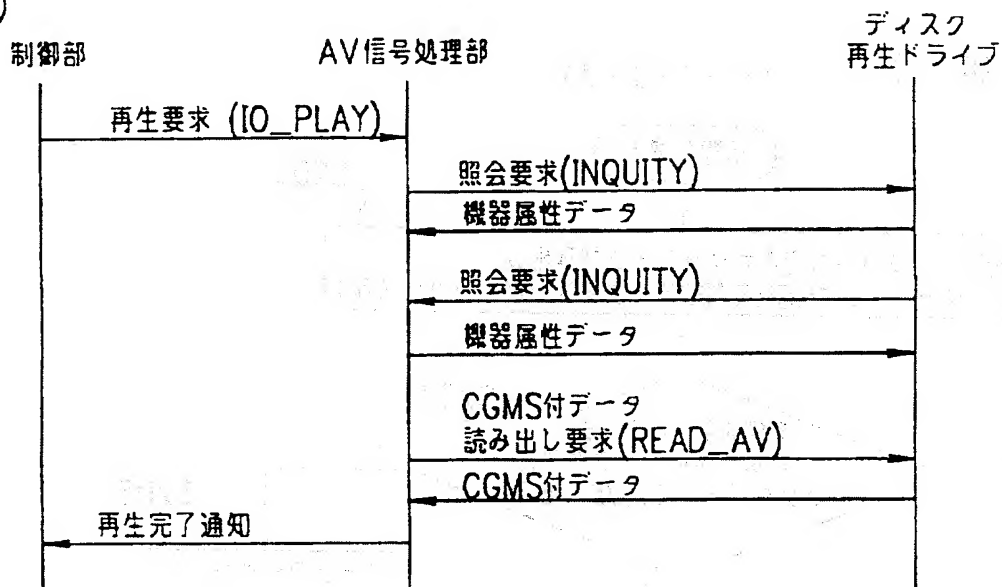 ディスク
制御部 AV信号処理部 再生ドライブ
再生要求 (IO_PLAY)
照会要求(INQUITY)
機器属性データ
照会要求(INQUITY)
機器属性データ
CGMS付データ
読み出し要求(READ_AV)
CGMS付データ
再生完了通知